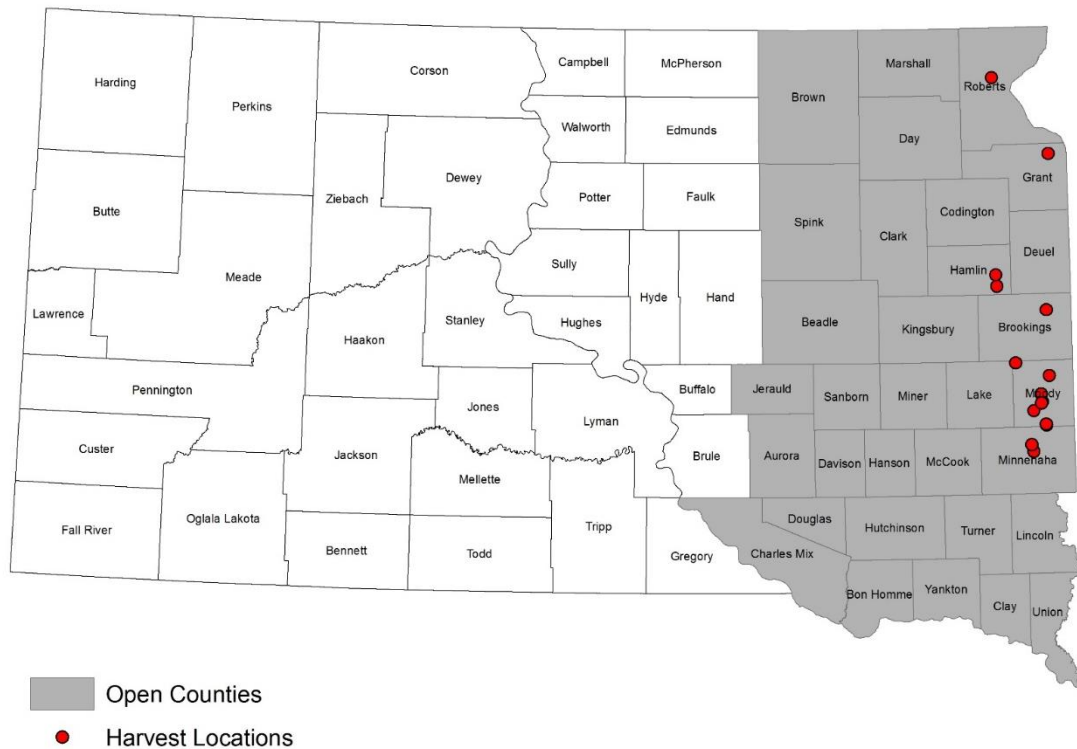 Harding
Perkins
Corson
Campbell
McPherson
Brown
Marshall
Roberts
Walworth
Edmunds
Day
Butte
Ziebach
Dewey
Potter
Faulk
Grant
Spink
Codington
Clark
Deuel
Meade
Sully
Hyde
Hand
Hamlin
Lawrence
Stanley
Hughes
Beadle
Kingsbury
Brookings
Haakon
Pennington
Buffalo
Jerauld
Sanborn
Miner
Lake
Moody
Jones
Lyman
Custer
Jackson
Brule
Aurora
Davison
Hanson
McCook
Minnehaha
Mellette
Fall River
Oglala Lakota
Tripp
Douglas
Hutchinson
Turner
Lincoln
Bennett
Todd
Gregory
Charles Mix
Bon Homme
Yankton
Clay
Union
Open Counties
Harvest Locations